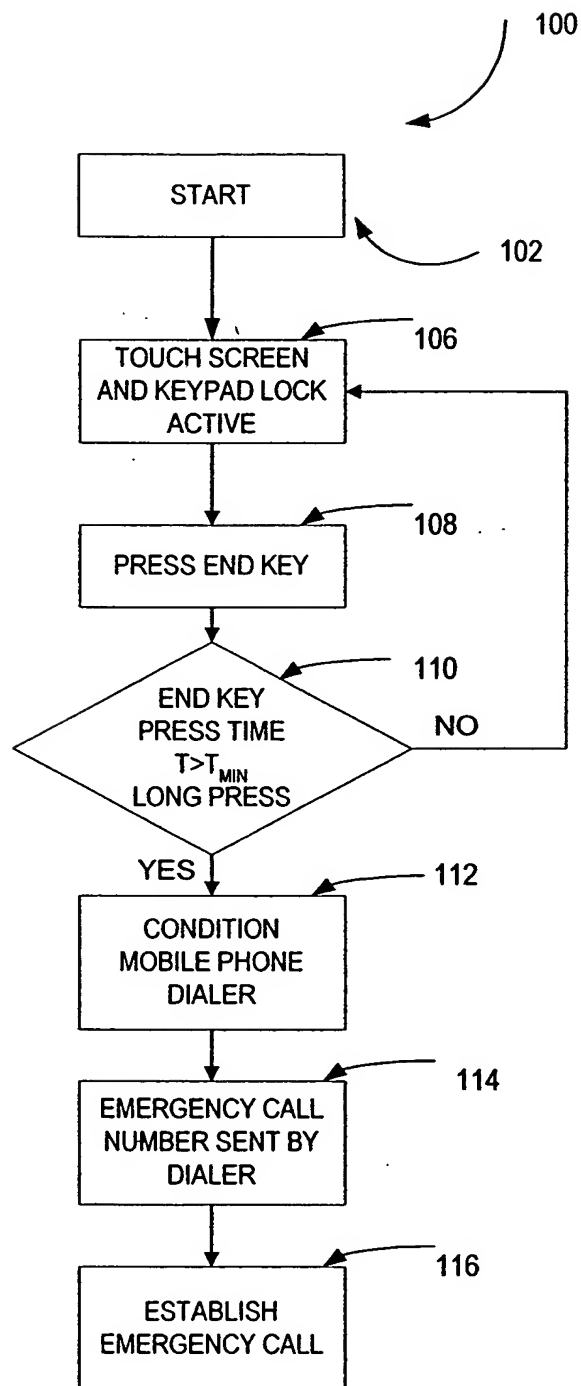 100
START
102
106
TOUCH SCREEN
AND KEYPAD LOCK
ACTIVE
108
PRESS END KEY
110
END KEY
PRESS TIME
T>TMIN
LONG PRESS
NO
YES
112
CONDITION
MOBILE PHONE
DIALER
114
EMERGENCY CALL
NUMBER SENT BY
DIALER
116
ESTABLISH
EMERGENCY CALL